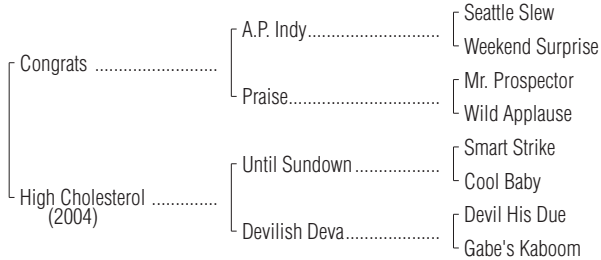 Seattle Slew
A.P. Indy..............................
Weekend Surprise
Congrats ...........................
Mr. Prospector
Praise..................................
Wild Applause
Smart Strike
Until Sundown ...................
Cool Baby
High Cholesterol ..............
(2004)
Devil His Due
Devilish Deva.....................
Gabe's Kaboom